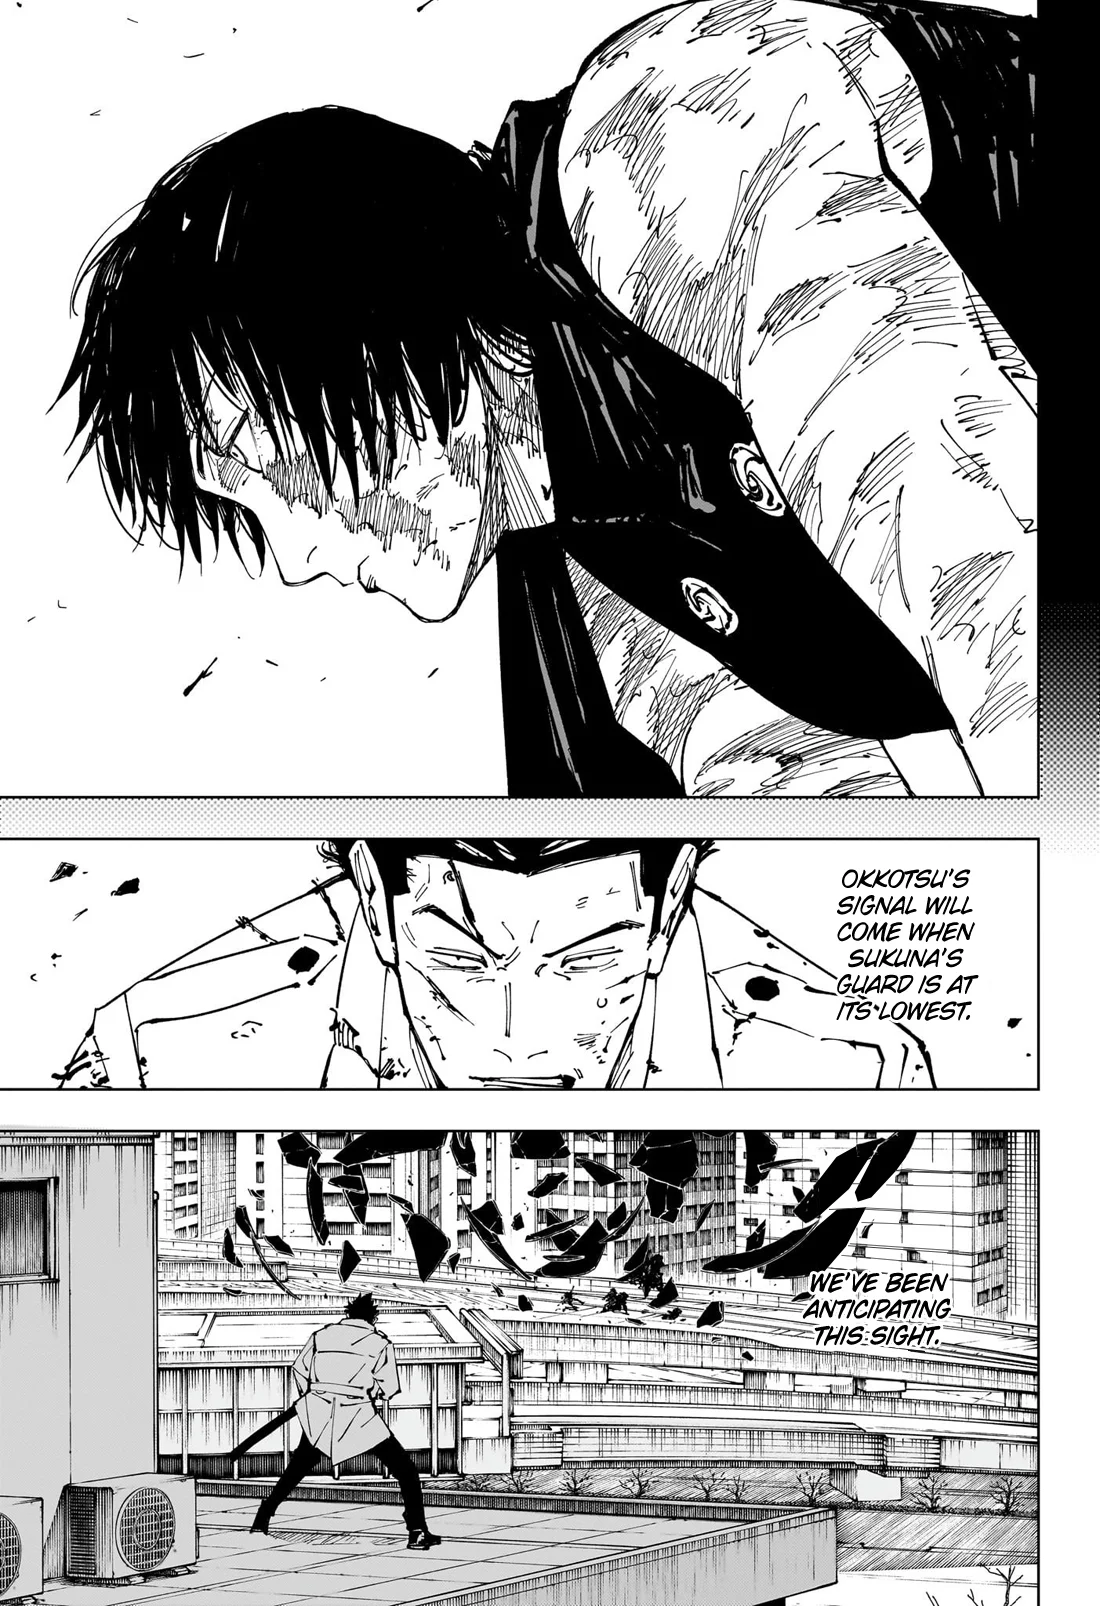 OKKOTSU'S
SIGNAL WILL
COME WHEN
SUKUNA'S
GUARD IS AT
ITS LOWEST.
WE'VE BEEN
ANTICIPATING
THIS SIGHT.